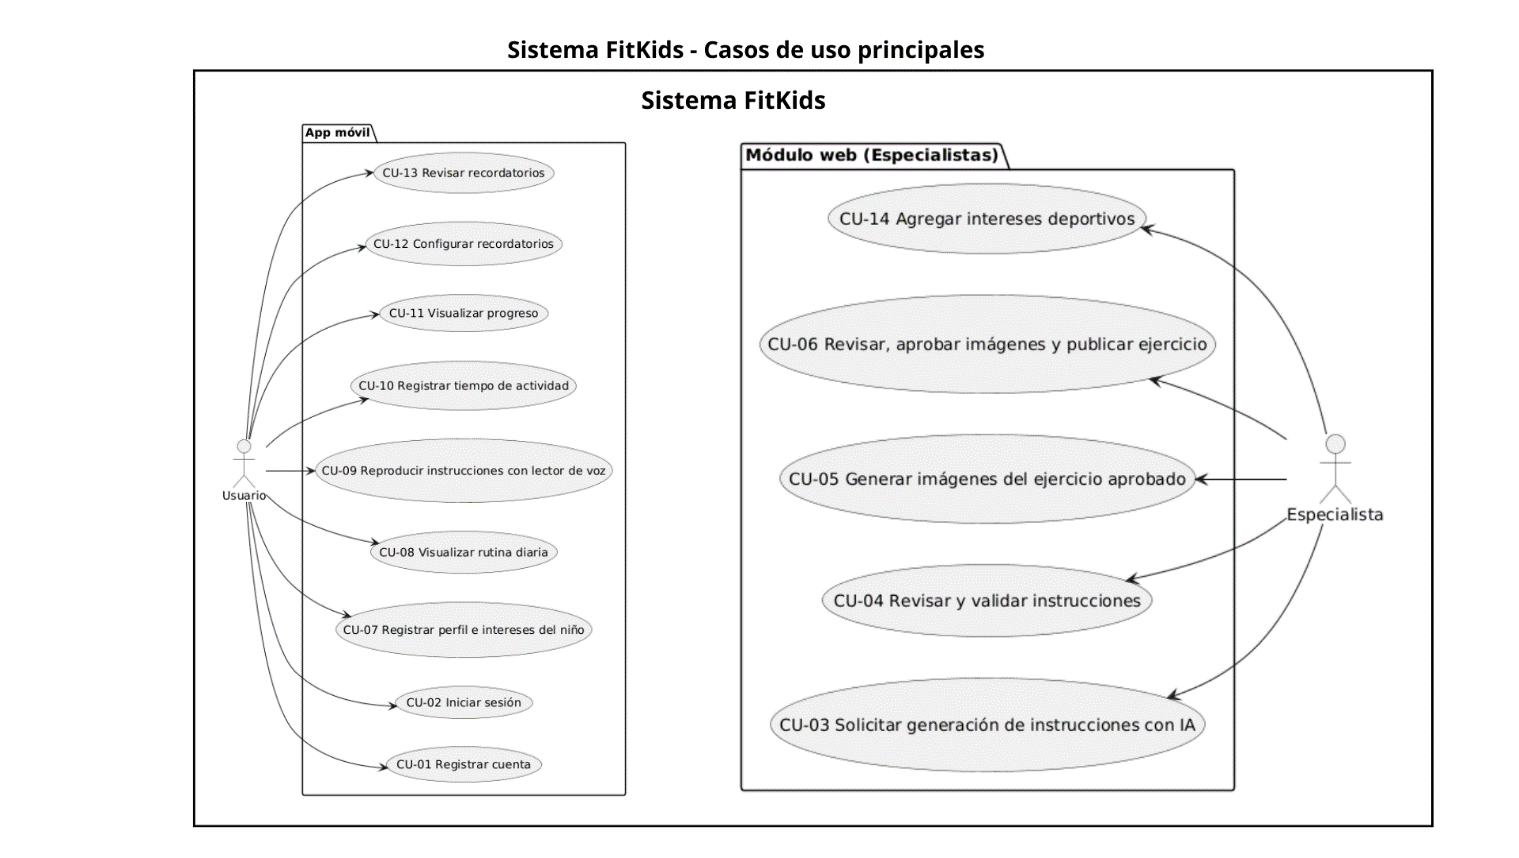 Sistema FitKids - Casos de uso principales
Sistema FitKids
App móvil
CU-13 Revisar recordatorios
CU-12 Configurar recordatorios
CU-11 Visualizar progreso
CU-10 Registrar tiempo de actividad
CU-09 Reproducir instrucciones con lector de voz
Usuario
CU-08 Visualizar rutina diaria
CU-07 Registrar perfil e intereses del niño
CU-02 Iniciar sesión
CU-01 Registrar cuenta
Módulo web (Especialistas)
CU-14 Agregar intereses deportivos
CU-06 Revisar, aprobar imágenes y publicar ejercicio
CU-05 Generar imágenes del ejercicio aprobado
Especialista
CU-04 Revisar y validar instrucciones
CU-03 Solicitar generación de instrucciones con IA